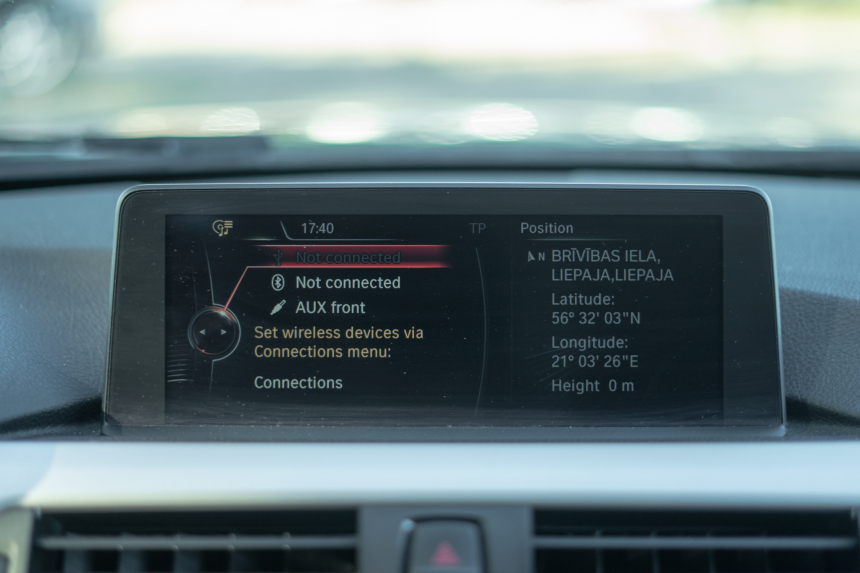 17:40
TP
Not connected
Not connected
AUX front
Set wireless devices via
Connections menu:
Connections
Position
N BRĪVĪBAS IELA,
LIEPAJA,LIEPAJA
Latitude:
56° 32' 03"N
Longitude:
21° 03' 26"E
Height 0 m